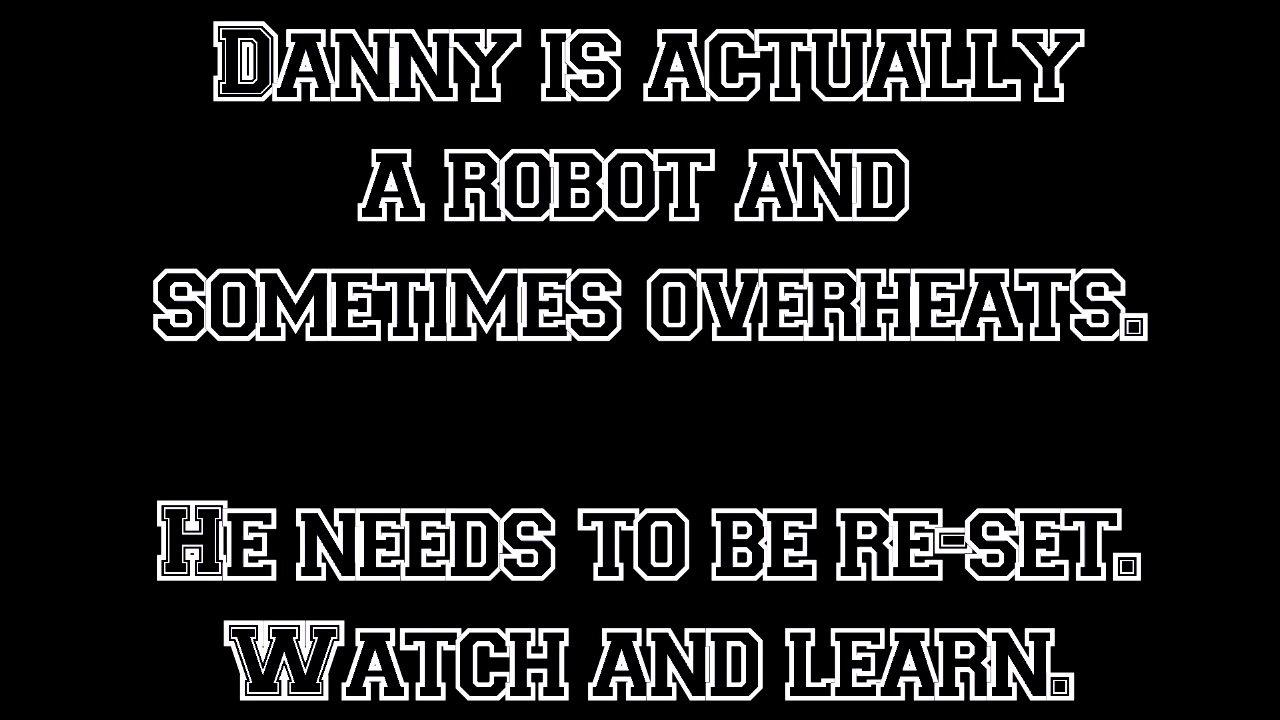 Danny is actually
a robot and
sometimes overheats.
He needs to be re-set.
Watch and learn.